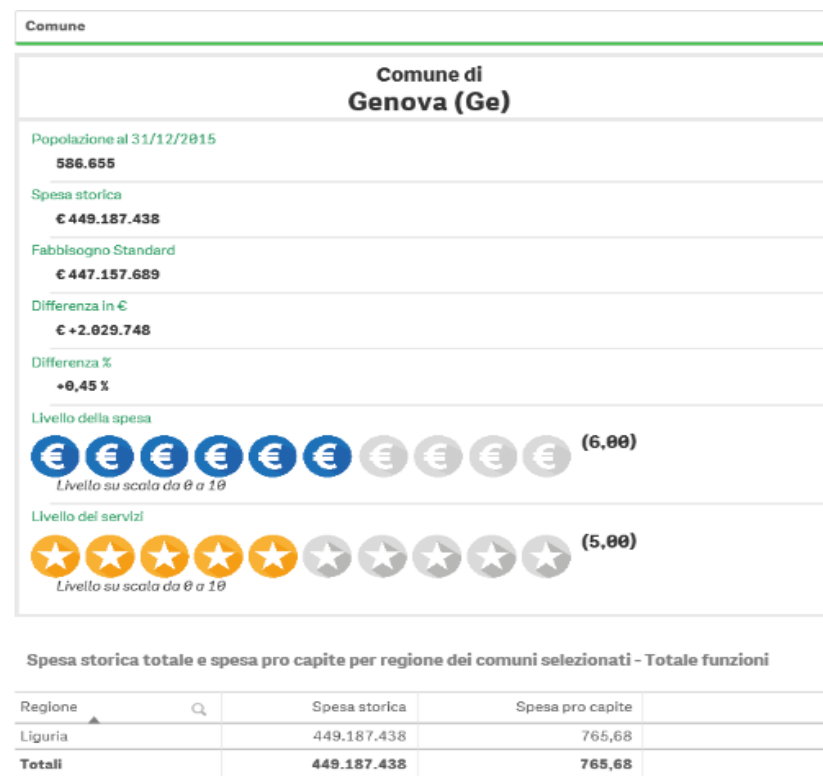 Comune
Comune di
Genova (Ge)
Popolazione al 31/12/2015
586.655
Spesa storica
€ 449.187.438
Fabbisogno Standard
€ 447.157.689
Differenza in €
€ +2.029.748
Differenza %
+0,45 %
Livello della spesa
€ € € € € € € € € € (6,00)
Livello su scala da 0 a 10
Livello dei servizi
(5,00)
Livello su scala da 0 a 10
Spesa storica totale e spesa pro capite per regione dei comuni selezionati - Totale funzioni
Regione Spesa storica Spesa pro capite
Liguria 449.187.438 765,68
Totali 449.187.438 765,68